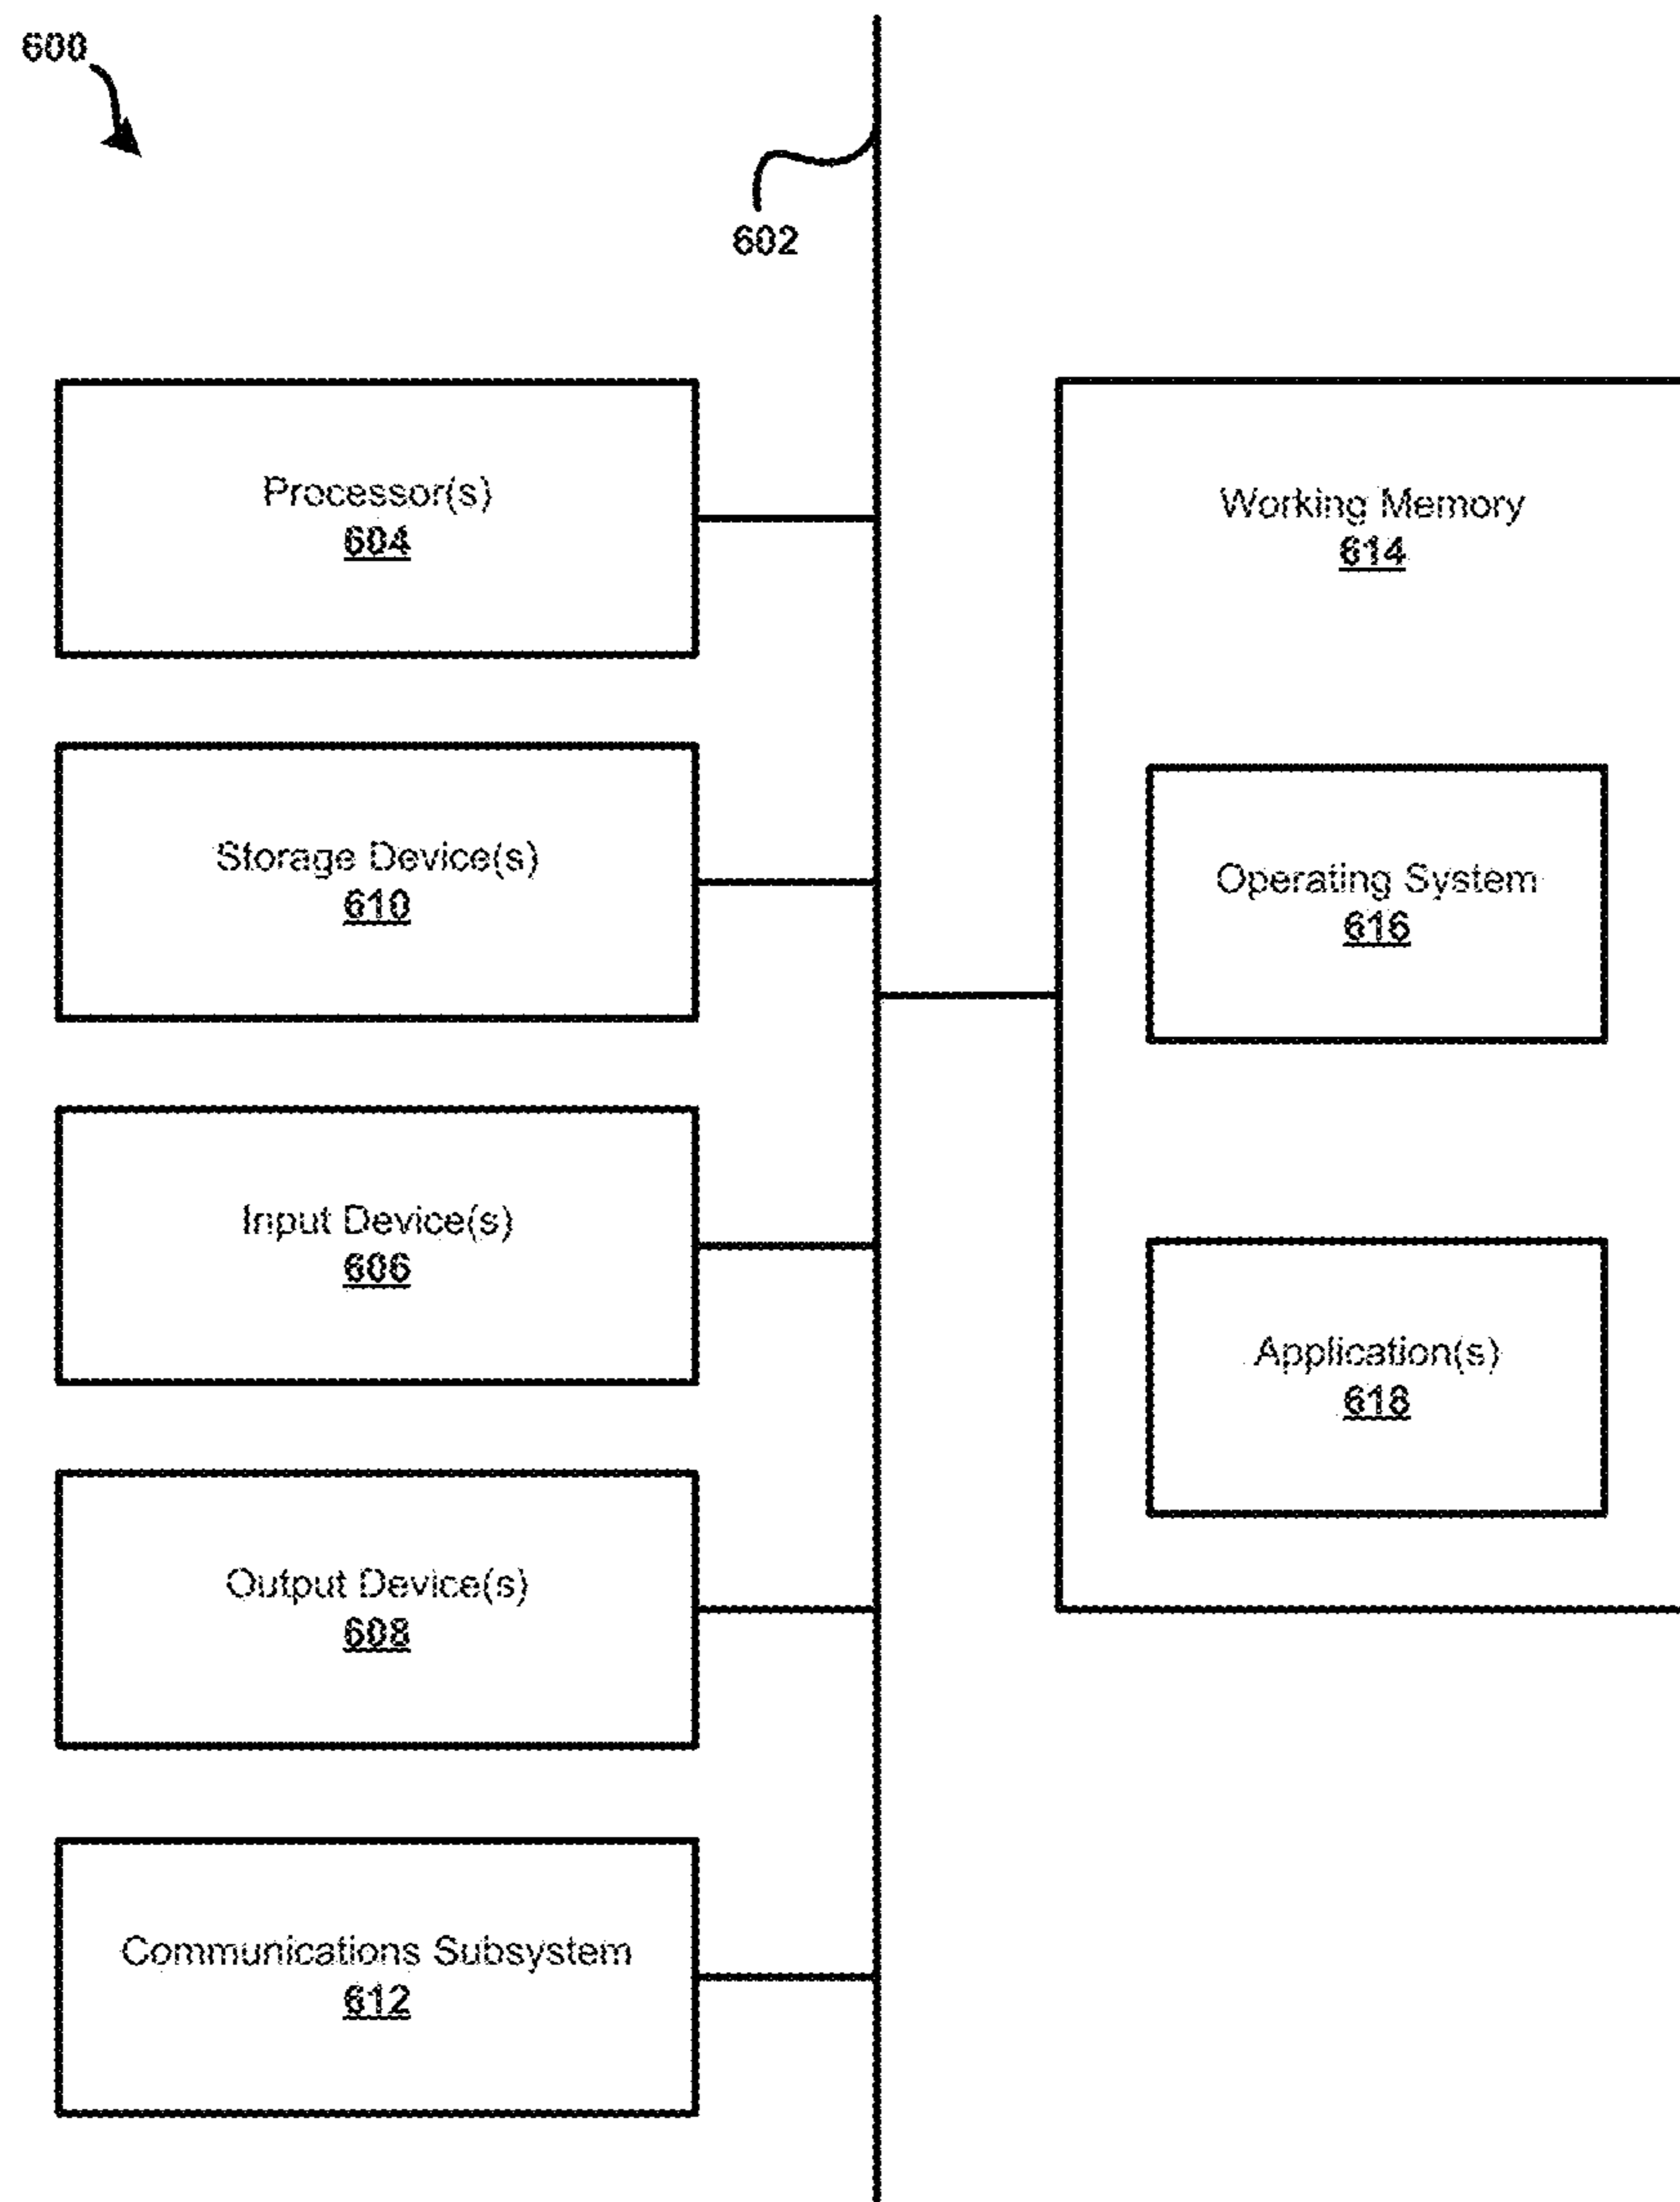 600
602
Processor(s)
604
Storage Device(s)
610
Input Device(s)
606
Output Device(s)
608
Communications Subsystem
612
Working Memory
614
Operating System
616
Application(s)
618